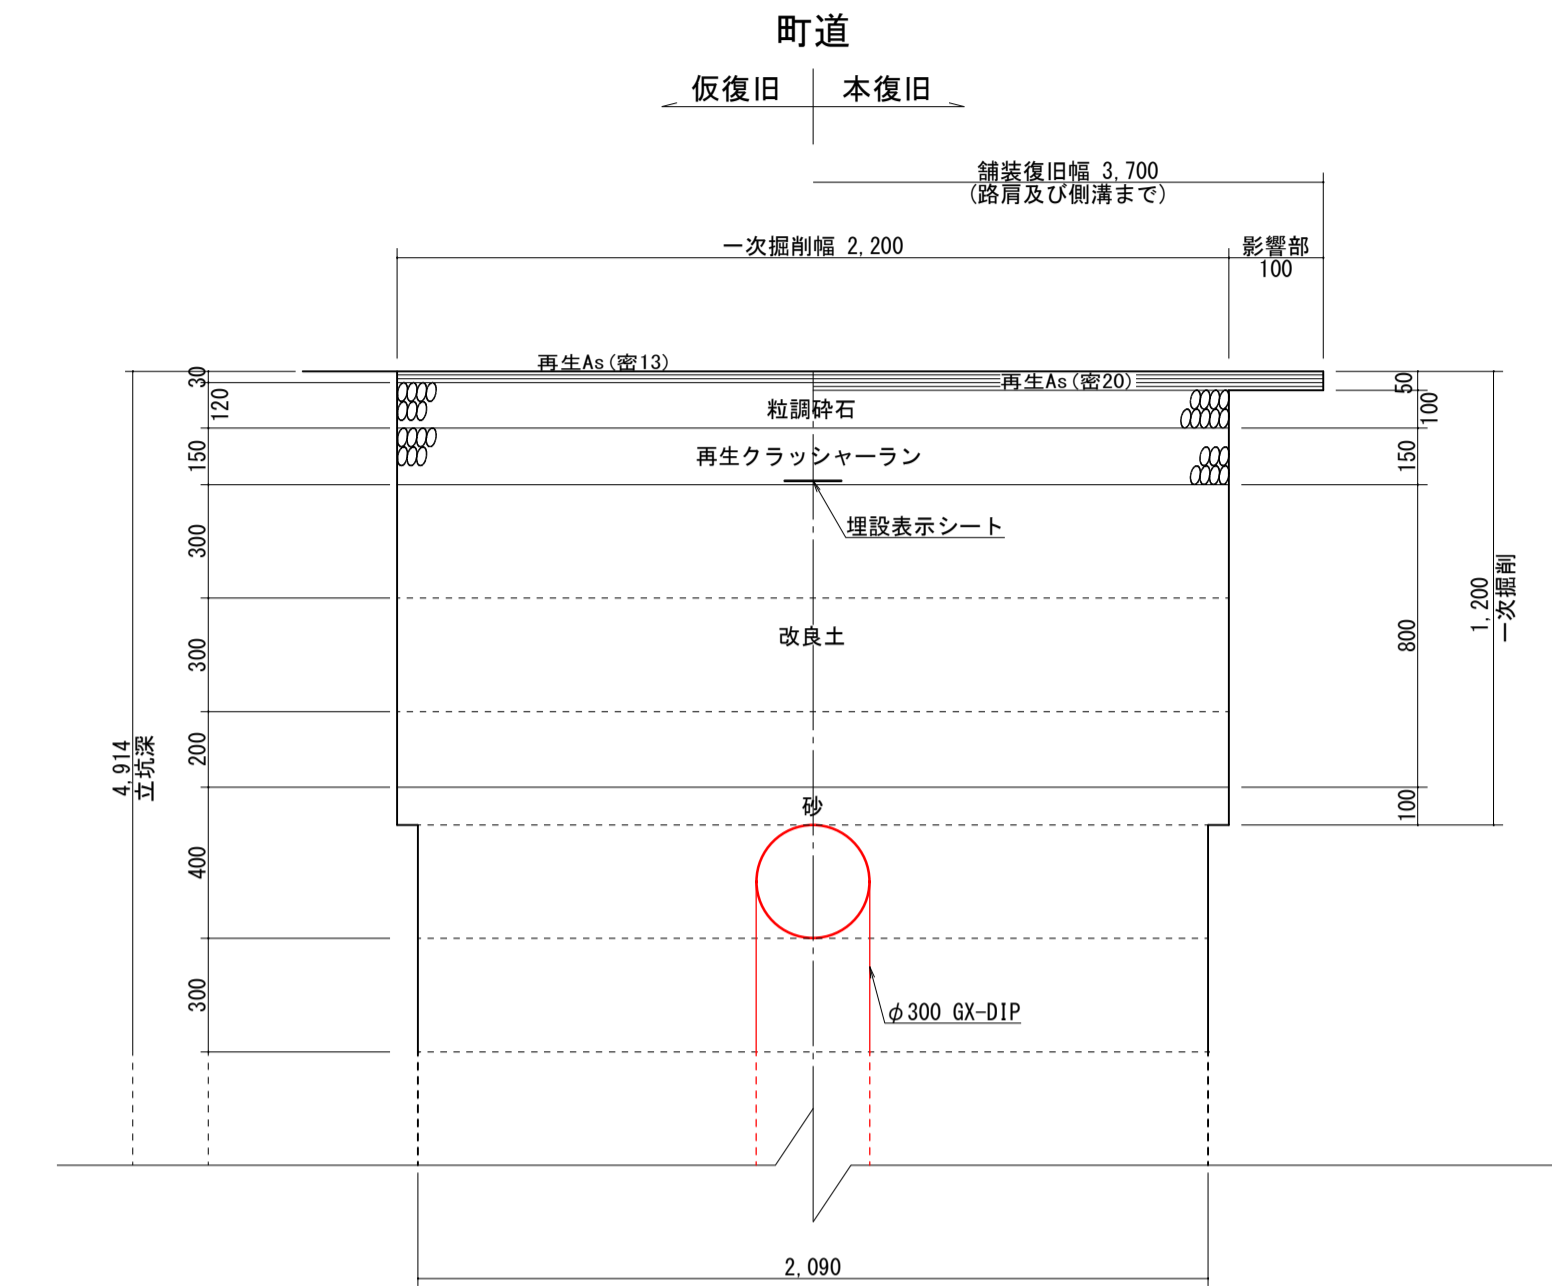 町道
仮復旧
本復旧
舗装復旧幅 3,700
(路肩及び側溝まで)
一次掘削幅 2,200
影響部
100
再生As(密13)
再生As(密20)
粒調砕石
再生クラッシャーラン
埋設表示シート
改良土
砂
φ300 GX-DIP
30
120
150
300
300
200
400
300
4,914
立坑深
50
100
150
800
100
1,200
一次掘削
2,090